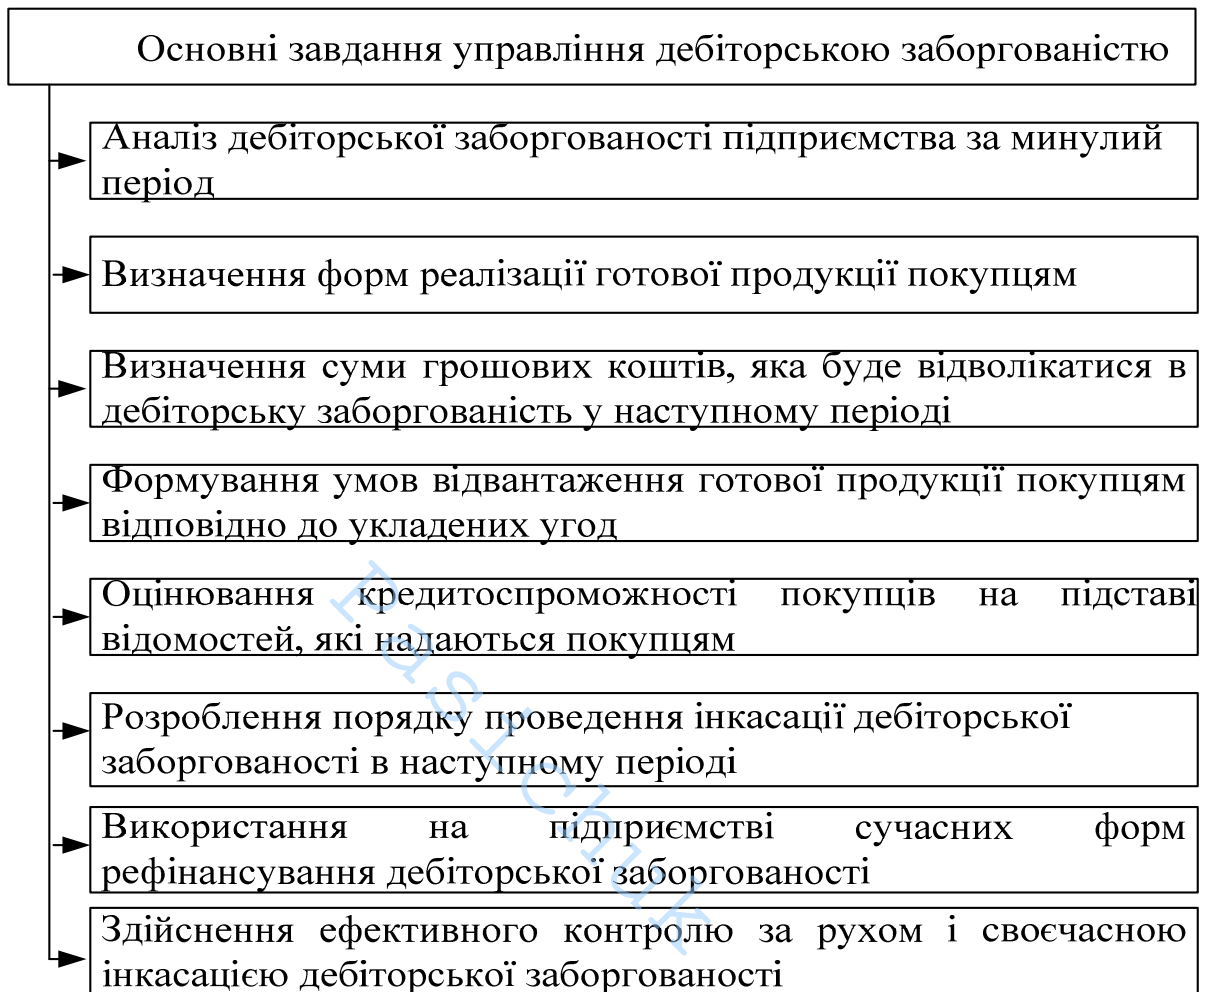 Основні завдання управління дебіторською заборгованістю
Аналіз дебіторської заборгованості підприємства за минулий
період
Визначення форм реалізації готової продукції покупцям
Визначення суми грошових коштів, яка буде відволікатися в
дебіторську заборгованість у наступному періоді
Формування умов відвантаження готової продукції покупцям
відповідно до укладених угод
Оцінювання кредитоспроможності покупців на підставі
відомостей, які надаються покупцям
Розроблення порядку проведення інкасації дебіторської
заборгованості в наступному періоді
Використання на підприємстві сучасних форм
рефінансування дебіторської заборгованості
Здійснення ефективного контролю за рухом і своєчасною
інкасацією дебіторської заборгованості
Pasichuk